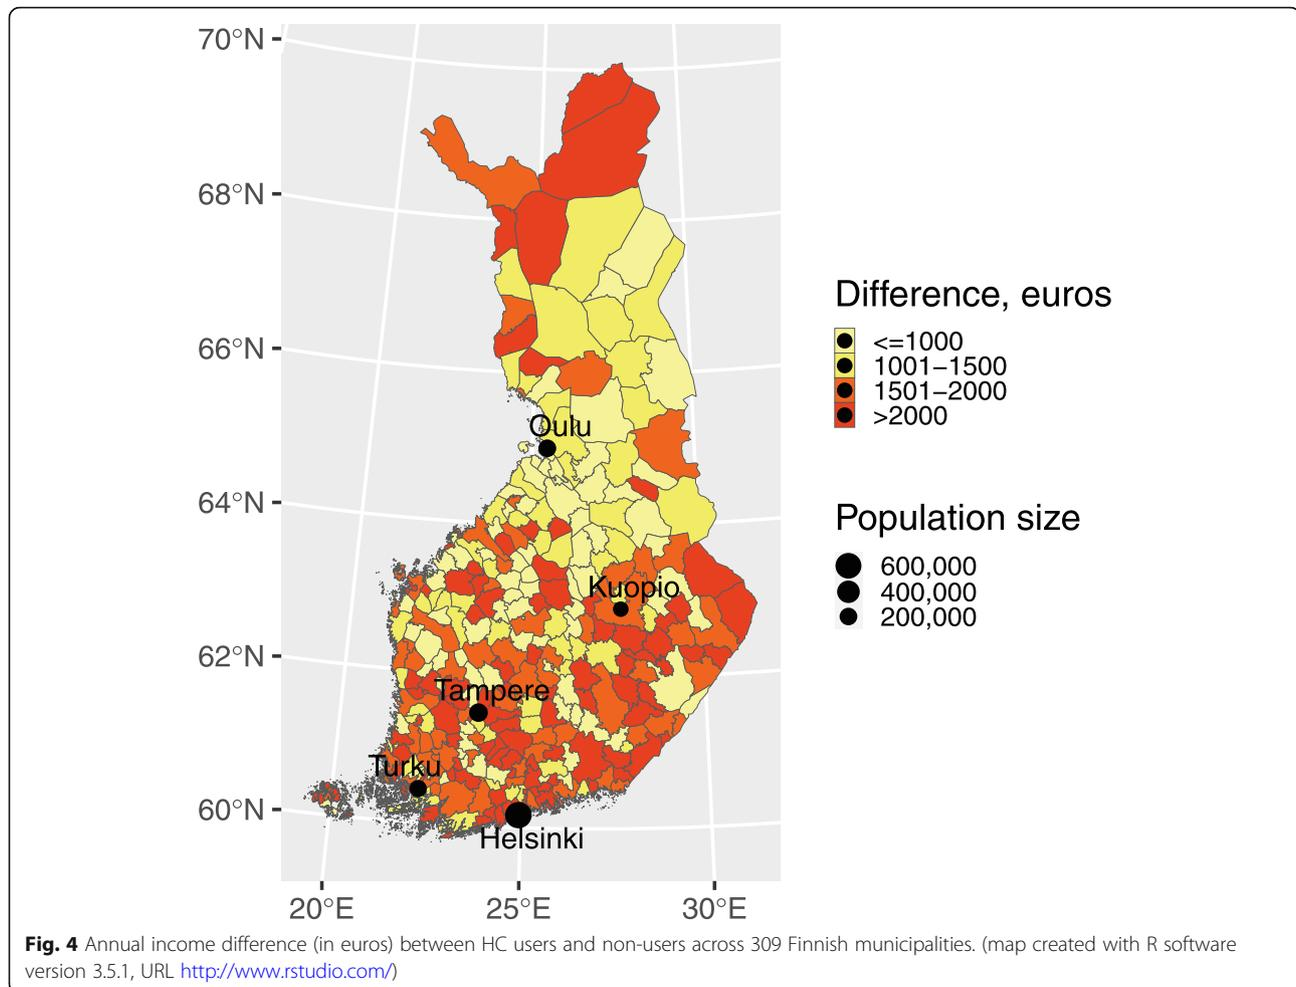 70°N
68°N
66°N
64°N
62°N
60°N
20°E
25°E
30°E
Oulu
Kuopio
Tampere
Turku
Helsinki
Difference, euros
<=1000
1001–1500
1501–2000
>2000
Population size
600,000
400,000
200,000
Fig. 4 Annual income difference (in euros) between HC users and non-users across 309 Finnish municipalities. (map created with R software
version 3.5.1, URL http://www.rstudio.com/)